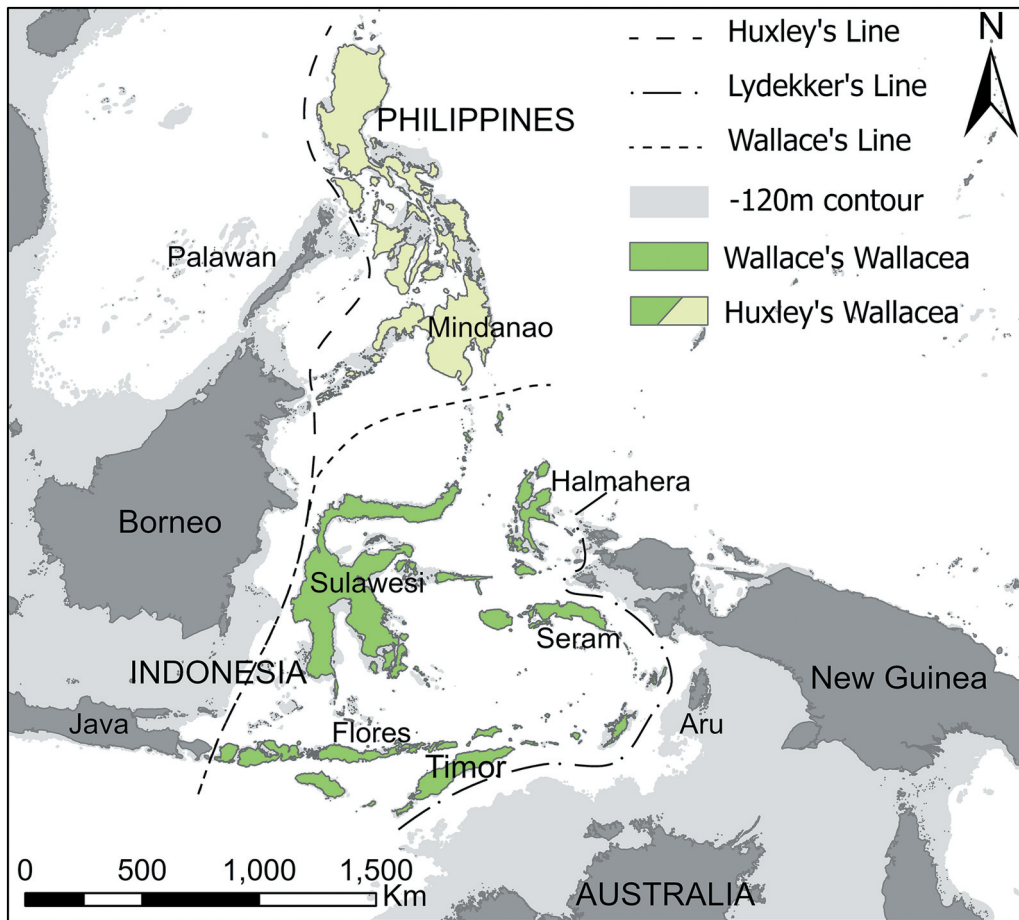 Huxley's Line
Lydekker's Line
Wallace's Line
-120m contour
Wallace's Wallacea
Huxley's Wallacea
N
PHILIPPINES
Palawan
Mindanao
Halmahera
Borneo
Sulawesi
Seram
INDONESIA
New Guinea
Java
Flores
Aru
Timor
0 500 1,000 1,500
Km
AUSTRALIA